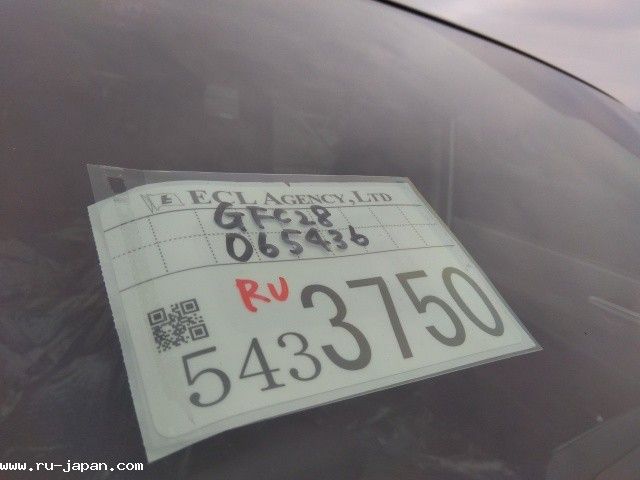 ECL AGENCY, LTD
GFC28
065436
RU
5433750
www.ru-japan.com